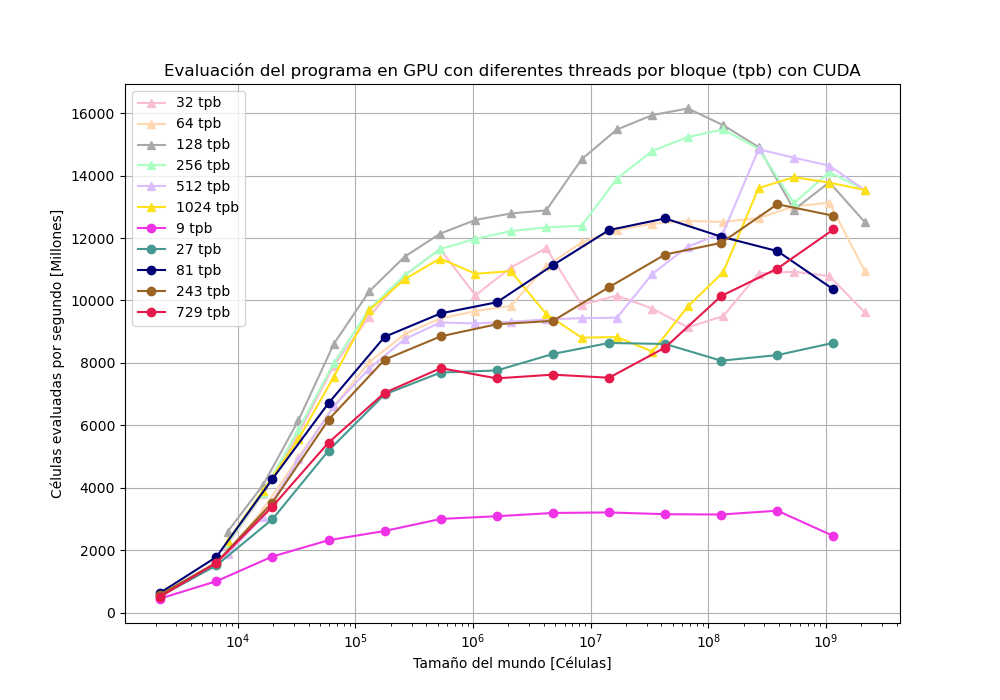 Evaluación del programa en GPU con diferentes threads por bloque (tpb) con CUDA
Células evaluadas por segundo [Millones]
16000
14000
12000
10000
8000
6000
4000
2000
0
32 tpb
64 tpb
128 tpb
256 tpb
512 tpb
1024 tpb
9 tpb
27 tpb
81 tpb
243 tpb
729 tpb
10⁴ 10⁵ 10⁶ 10⁷ 10⁸ 10⁹
Tamaño del mundo [Células]